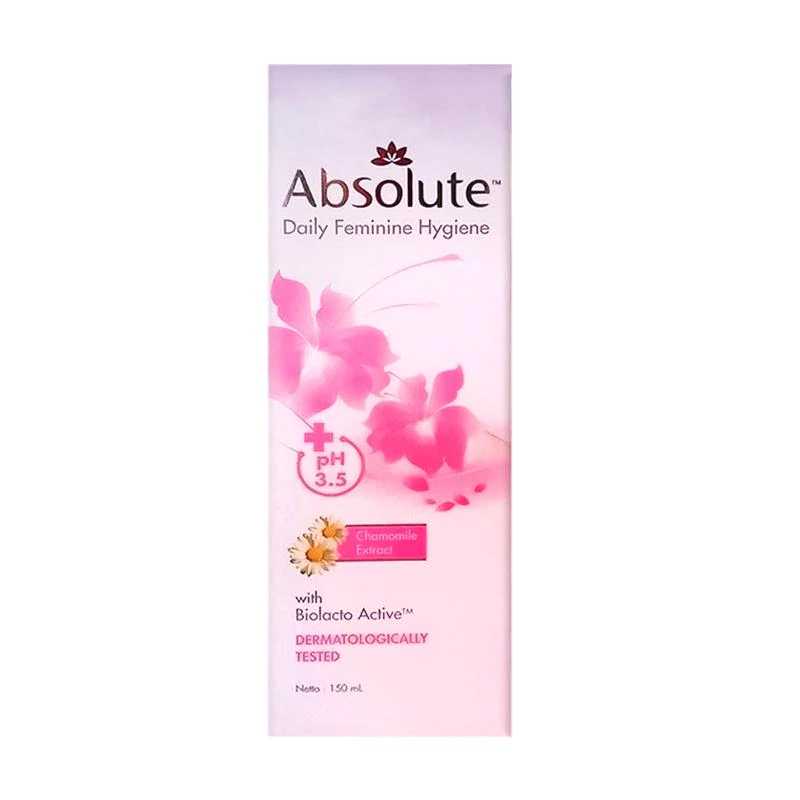 Absolute™
Daily Feminine Hygiene
pH
3.5
Chamomile
Extract
with
Biolacto Active™
DERMATOLOGICALLY
TESTED
Netto : 150 mL